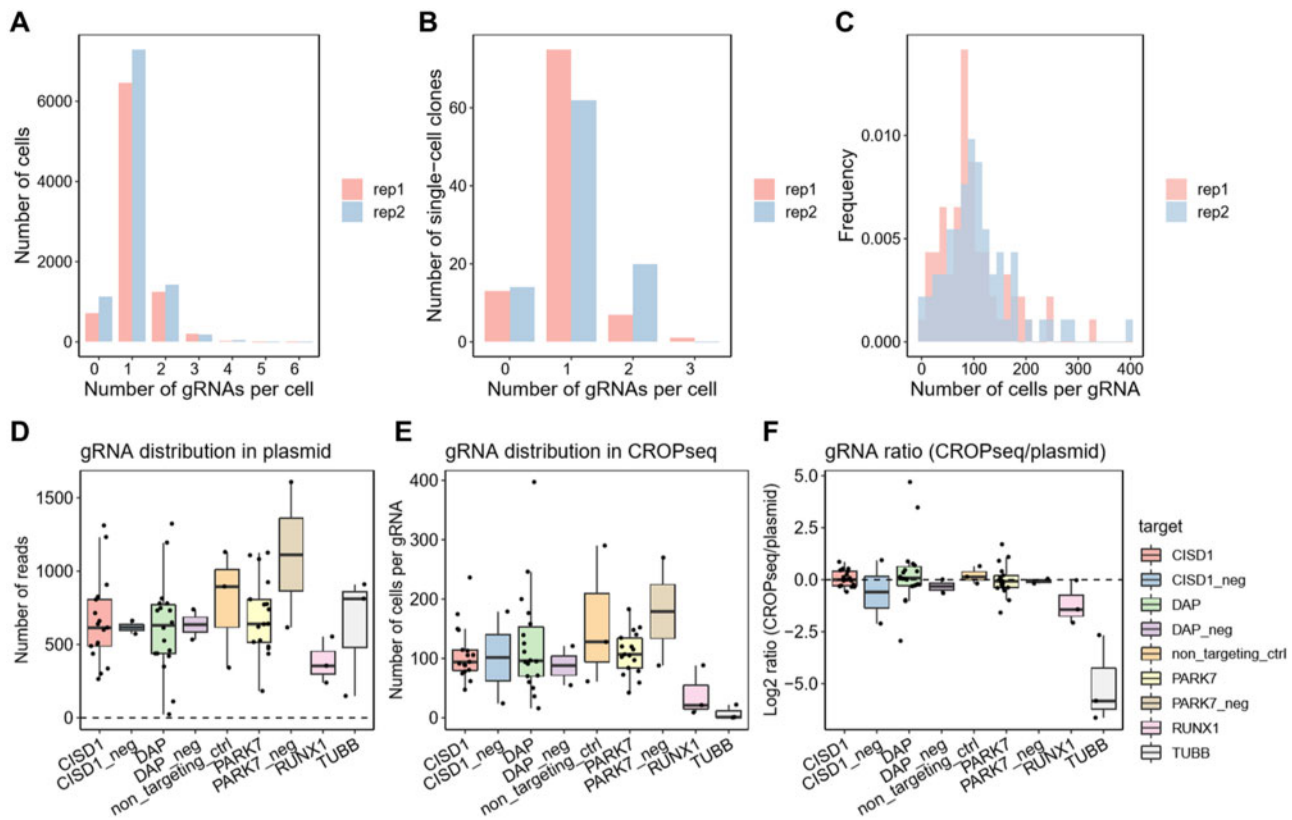 A
Number of cells
6000
4000
2000
0
0 1 2 3 4 5 6
Number of gRNAs per cell
rep1
rep2
B
Number of single−cell clones
60
40
20
0
0 1 2 3
Number of gRNAs per cell
rep1
rep2
C
Frequency
0.010
0.005
0.000
0 100 200 300 400
Number of cells per gRNA
rep1
rep2
D
gRNA distribution in plasmid
Number of reads
1500
1000
500
0
CISD1
CISD1_neg
DAP
DAP_neg
non_targeting_ctrl
PARK7
PARK7_neg
RUNX1
TUBB
E
gRNA distribution in CROPseq
Number of cells per gRNA
400
300
200
100
0
CISD1
CISD1_neg
DAP
DAP_neg
non_targeting_ctrl
PARK7
PARK7_neg
RUNX1
TUBB
F
gRNA ratio (CROPseq/plasmid)
Log2 ratio (CROPseq/plasmid)
5.0
2.5
0.0
−2.5
−5.0
CISD1
CISD1_neg
DAP
DAP_neg
non_targeting_ctrl
PARK7
PARK7_neg
RUNX1
TUBB
target
CISD1
CISD1_neg
DAP
DAP_neg
non_targeting_ctrl
PARK7
PARK7_neg
RUNX1
TUBB